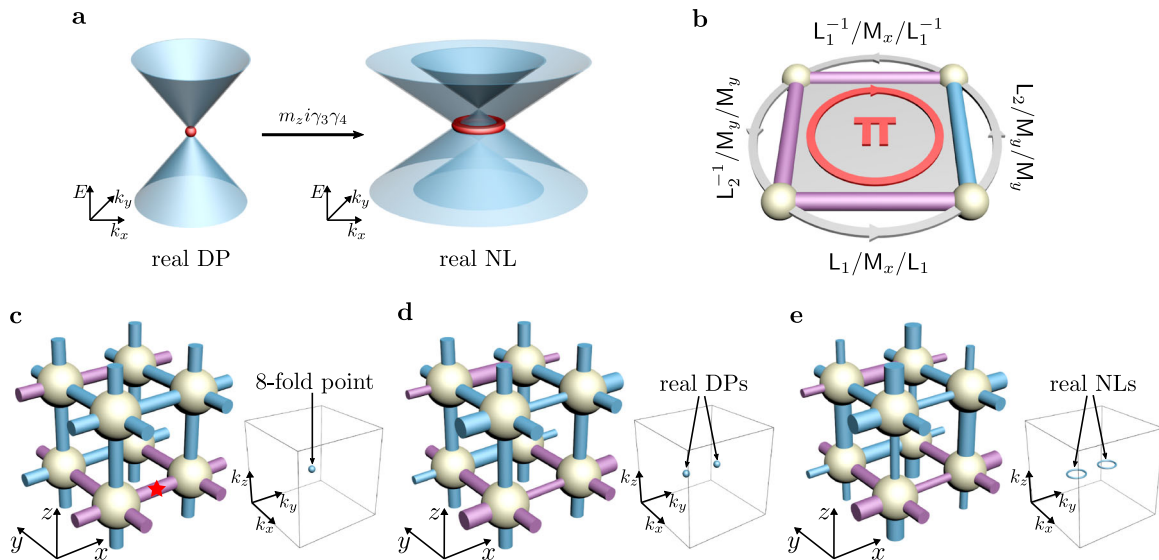 a
E
k_y
k_x
real DP
m_z iγ_3γ_4
E
k_y
k_x
real NL
b
L_1^{-1}/M_x/L_1^{-1}
L_2^{-1}/M_y/M_y
π
L_2/M_y/M_y
L_1/M_x/L_1
c
8-fold point
k_z
k_y
k_x
z
y
x
d
real DPs
k_z
k_y
k_x
z
y
x
e
real NLs
k_z
k_y
k_x
z
y
x